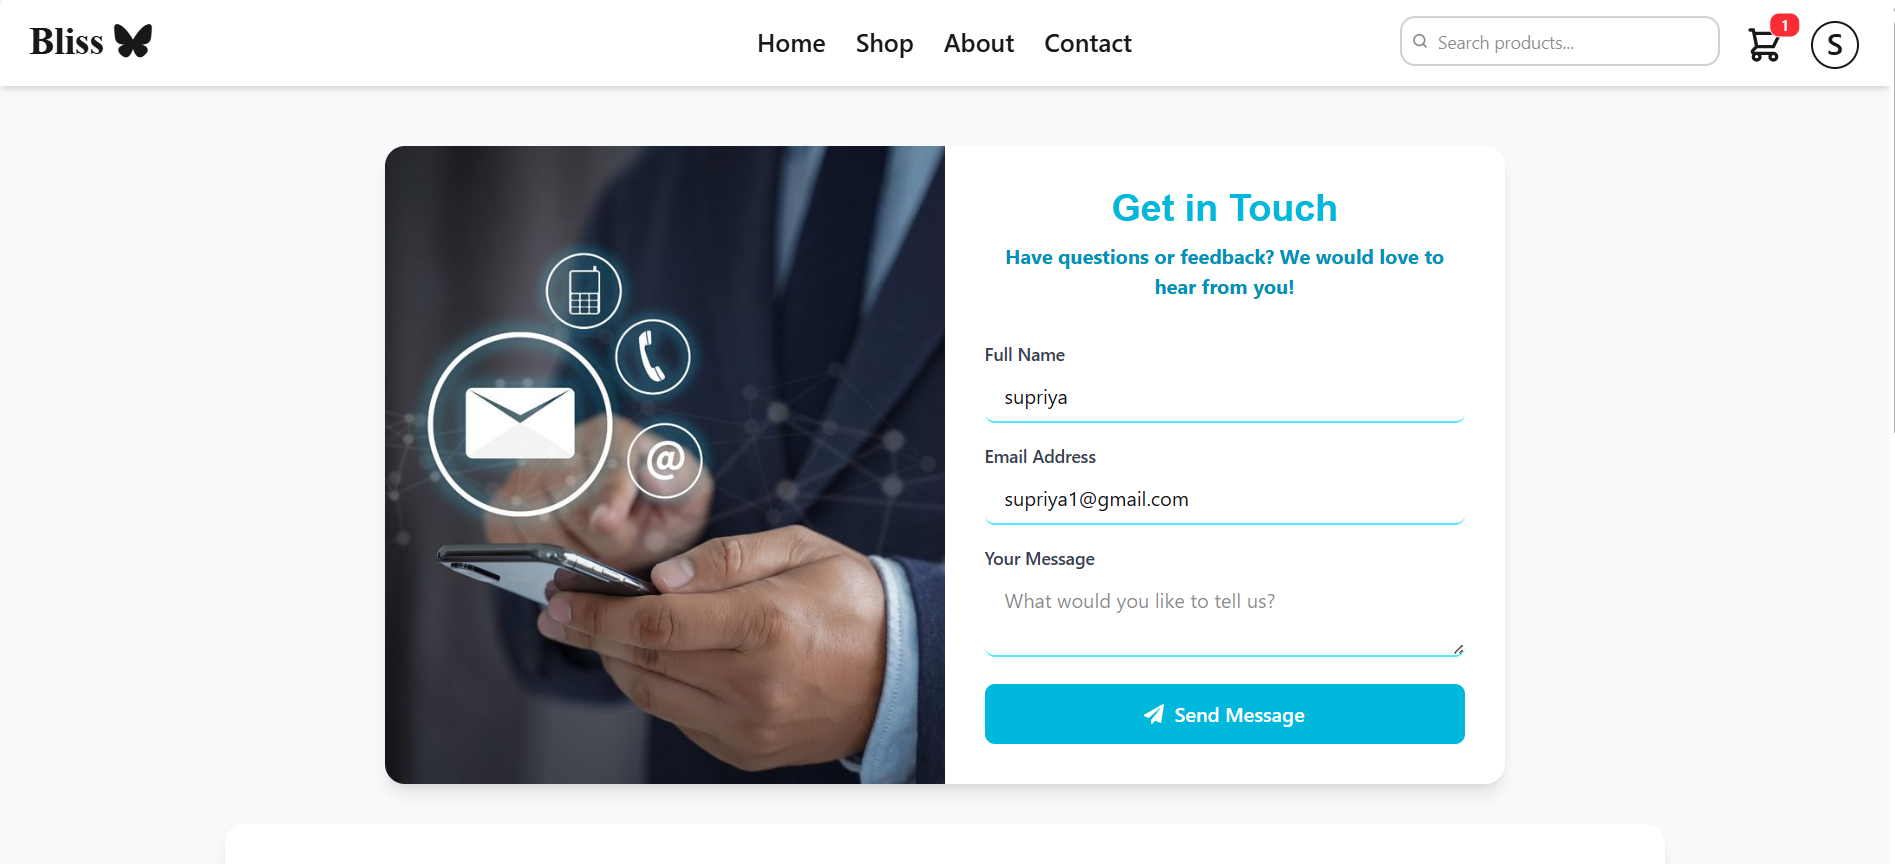 Bliss
Home Shop About Contact
Search products...
1
S
Get in Touch
Have questions or feedback? We would love to
hear from you!
Full Name
supriya
Email Address
supriya1@gmail.com
Your Message
What would you like to tell us?
Send Message
@